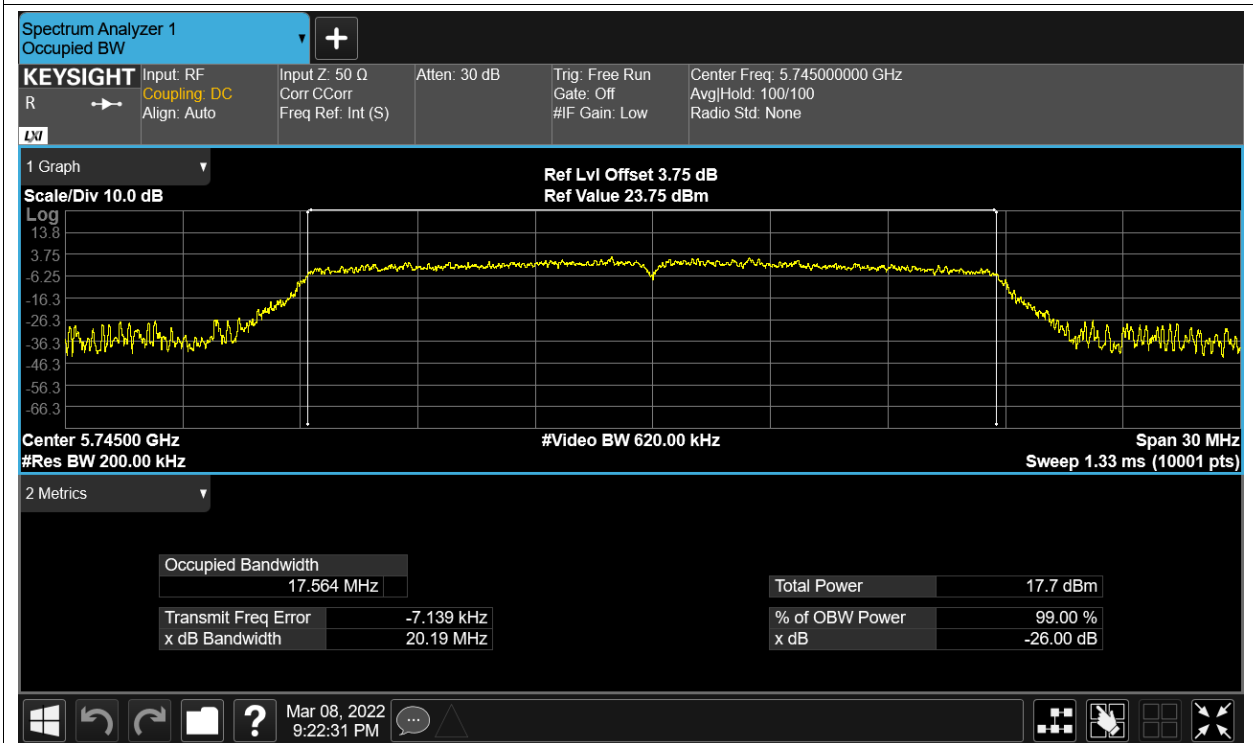 Spectrum Analyzer 1
Occupied BW
KEYSIGHT
R
LXI
Input: RF
Coupling: DC
Align: Auto
Input Z: 50 Ω
Corr CCorr
Freq Ref: Int (S)
Atten: 30 dB
Trig: Free Run
Gate: Off
#IF Gain: Low
Center Freq: 5.745000000 GHz
Avg|Hold: 100/100
Radio Std: None
1 Graph
Scale/Div 10.0 dB
Ref Lvl Offset 3.75 dB
Ref Value 23.75 dBm
Log
13.8
3.75
-6.25
-16.3
-26.3
-36.3
-46.3
-56.3
-66.3
Center 5.74500 GHz
#Video BW 620.00 kHz
Span 30 MHz
#Res BW 200.00 kHz
Sweep 1.33 ms (10001 pts)
2 Metrics
Occupied Bandwidth
17.564 MHz
Total Power 17.7 dBm
Transmit Freq Error -7.139 kHz
% of OBW Power 99.00 %
x dB Bandwidth 20.19 MHz
x dB -26.00 dB
?
Mar 08, 2022
9:22:31 PM